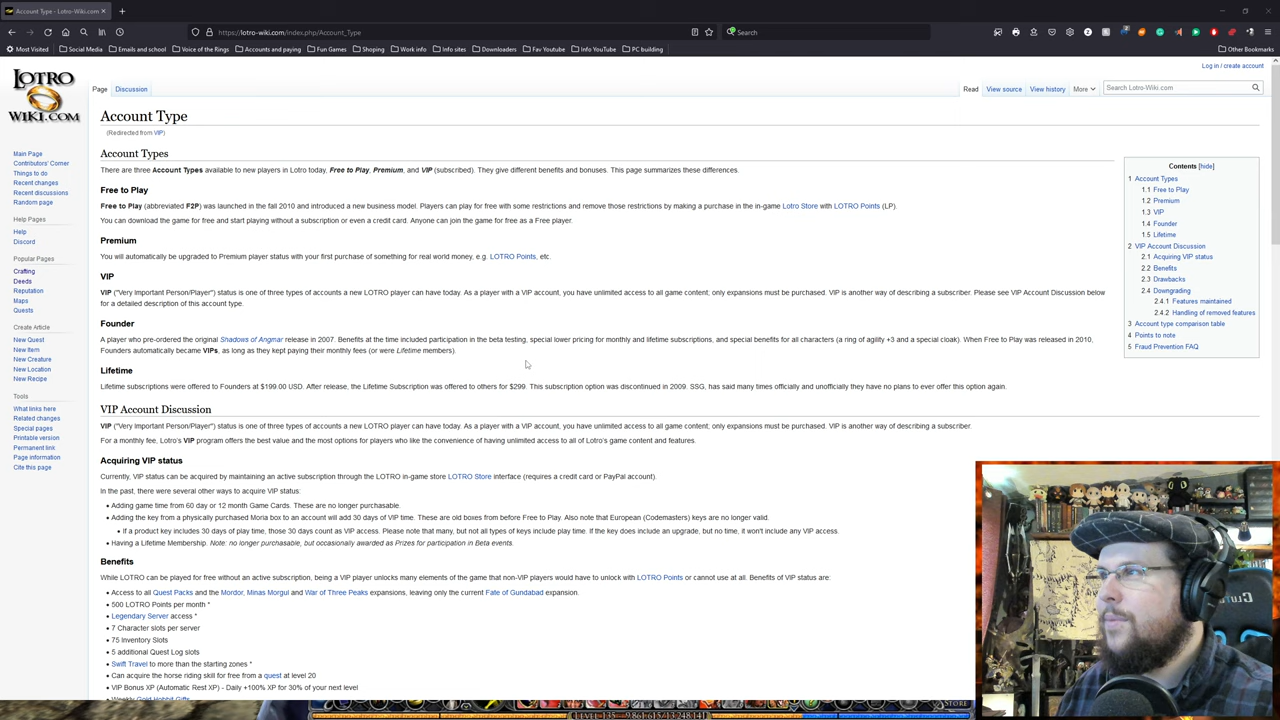 Account Type - Lotro-Wiki.com
https://lotro-wiki.com/index.php/Account_Type
Search
Most Visited Social Media Emails and school Voice of the Rings Accounts and paying Fun Games Shoping Work info Info sites Downloaders Fav Youtube Info YouTube PC building Other Bookmarks
Log in / create account
LOTRO
WIKI.COM
Page Discussion Read View source View history More Search Lotro-Wiki.com
Account Type
(Redirected from VIP)
Main Page
Contributors' Corner
Things to do
Recent changes
Recent discussions
Random page
Help Pages
Help
Discord
Popular Pages
Crafting
Deeds
Reputation
Maps
Quests
Create Article
New Quest
New Item
New Creature
New Location
New Recipe
Tools
What links here
Related changes
Special pages
Printable version
Permanent link
Page information
Cite this page
Account Types
There are three Account Types available to new players in Lotro today, Free to Play, Premium, and VIP (subscribed). They give different benefits and bonuses. This page summarizes these differences.
Free to Play
Free to Play (abbreviated F2P) was launched in the fall 2010 and introduced a new business model. Players can play for free with some restrictions and remove those restrictions by making a purchase in the in-game Lotro Store with LOTRO Points (LP).
You can download the game for free and start playing without a subscription or even a credit card. Anyone can join the game for free as a Free player.
Premium
You will automatically be upgraded to Premium player status with your first purchase of something for real world money, e.g. LOTRO Points, etc.
VIP
VIP ("Very Important Person/Player") status is one of three types of accounts a new LOTRO player can have today. As a player with a VIP account, you have unlimited access to all game content; only expansions must be purchased. VIP is another way of describing a subscriber. Please see VIP Account Discussion below
for a detailed description of this account type.
Founder
A player who pre-ordered the original Shadows of Angmar release in 2007. Benefits at the time included participation in the beta testing, special lower pricing for monthly and lifetime subscriptions, and special benefits for all characters (a ring of agility +3 and a special cloak). When Free to Play was released in 2010,
Founders automatically became VIPs, as long as they kept paying their monthly fees (or were Lifetime members).
Lifetime
Lifetime subscriptions were offered to Founders at $199.00 USD. After release, the Lifetime Subscription was offered to others for $299. This subscription option was discontinued in 2009. SSG, has said many times officially and unofficially they have no plans to ever offer this option again.
VIP Account Discussion
VIP ("Very Important Person/Player") status is one of three types of accounts a new LOTRO player can have today. As a player with a VIP account, you have unlimited access to all game content; only expansions must be purchased. VIP is another way of describing a subscriber.
For a monthly fee, Lotro's VIP program offers the best value and the most options for players who like the convenience of having unlimited access to all of Lotro's game content and features.
Acquiring VIP status
Currently, VIP status can be acquired by maintaining an active subscription through the LOTRO in-game store LOTRO Store interface (requires a credit card or PayPal account).
In the past, there were several other ways to acquire VIP status:
• Adding game time from 60 day or 12 month Game Cards. These are no longer purchasable.
• Adding the key from a physically purchased Moria box to an account will add 30 days of VIP time. These are old boxes from before Free to Play. Also note that European (Codemasters) keys are no longer valid.
• If a product key includes 30 days of play time, those 30 days count as VIP access. Please note that many, but not all types of keys include play time. If the key does include an upgrade, but no time, it won't include any VIP access.
• Having a Lifetime Membership. Note: no longer purchasable, but occasionally awarded as Prizes for participation in Beta events.
Benefits
While LOTRO can be played for free without an active subscription, being a VIP player unlocks many elements of the game that non-VIP players would have to unlock with LOTRO Points or cannot use at all. Benefits of VIP status are:
• Access to all Quest Packs and the Mordor, Minas Morgul and War of Three Peaks expansions, leaving only the current Fate of Gundabad expansion.
• 500 LOTRO Points per month *
• Legendary Server access *
• 7 Character slots per server
• 75 Inventory Slots
• 5 additional Quest Log slots
• Swift Travel to more than the starting zones *
• Can acquire the horse riding skill for free from a quest at level 20
• VIP Bonus XP (Automatic Rest XP) - Daily +100% XP for 30% of your next level
• Weekly Gold Hobbit Gifts
Contents [hide]
1 Account Types
1.1 Free to Play
1.2 Premium
1.3 VIP
1.4 Founder
1.5 Lifetime
2 VIP Account Discussion
2.1 Acquiring VIP status
2.2 Benefits
2.3 Drawbacks
2.4 Downgrading
2.4.1 Features maintained
2.4.2 Handling of removed features
3 Account type comparison table
4 Points to note
5 Fraud Prevention FAQ
LEVEL 135 - 9,861,615/13,248,141
STORE